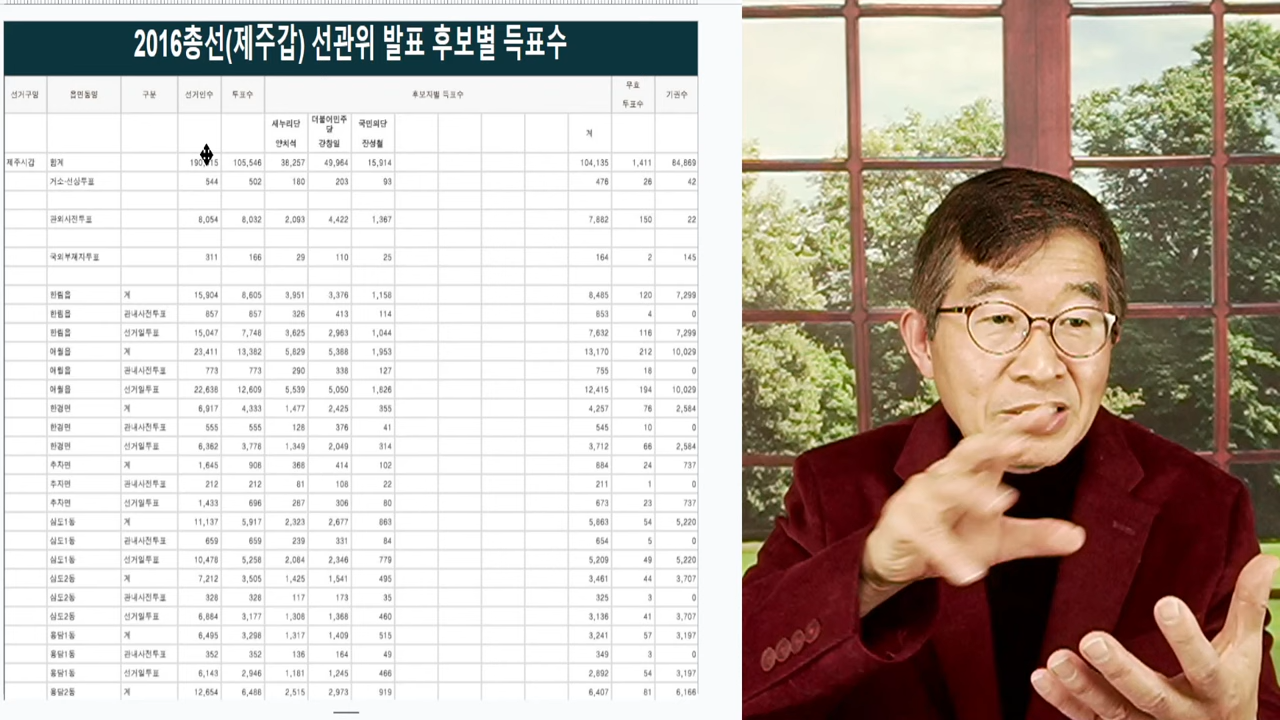 2016총선(제주갑) 선관위 발표 후보별 득표수
선거구명 읍면동명 구분 선거인수 투표수 후보자별 득표수 무효 투표수 기권수
새누리당 양치석 더불어민주당 강창일 국민의당 장성철 계
제주시갑 합계 105,546 38,257 49,964 15,914 104,135 1,411 84,869
거소·선상투표 544 502 180 203 93 476 26 42
관외사전투표 8,054 8,032 2,093 4,422 1,367 7,882 150 22
국외부재자투표 311 166 29 110 25 164 2 145
한림읍 계 15,904 8,605 3,951 3,376 1,158 8,485 120 7,299
한림읍 관내사전투표 857 657 326 413 114 653 4 0
한림읍 선거일투표 15,047 7,748 3,625 2,963 1,044 7,632 116 7,299
애월읍 계 23,411 13,382 5,829 5,388 1,953 13,170 212 10,029
애월읍 관내사전투표 773 773 290 338 127 755 18 0
애월읍 선거일투표 22,638 12,609 5,539 5,050 1,826 12,415 194 10,029
한경면 계 6,917 4,333 1,477 2,425 355 4,257 76 2,584
한경면 관내사전투표 555 555 128 376 41 545 10 0
한경면 선거일투표 6,362 3,778 1,349 2,049 314 3,712 66 2,584
추자면 계 1,645 908 368 414 102 884 24 737
추자면 관내사전투표 212 212 81 108 22 211 1 0
추자면 선거일투표 1,433 696 287 306 80 673 23 737
삼도1동 계 11,137 5,917 2,323 2,677 863 5,863 54 5,220
삼도1동 관내사전투표 659 659 239 331 84 654 5 0
삼도1동 선거일투표 10,478 5,258 2,084 2,346 779 5,209 49 5,220
삼도2동 계 7,212 3,505 1,425 1,541 495 3,461 44 3,707
삼도2동 관내사전투표 328 328 117 173 35 325 3 0
삼도2동 선거일투표 6,884 3,177 1,308 1,368 460 3,136 41 3,707
용담1동 계 6,495 3,298 1,317 1,409 515 3,241 57 3,197
용담1동 관내사전투표 352 352 136 164 49 349 3 0
용담1동 선거일투표 6,143 2,946 1,181 1,245 466 2,892 54 3,197
용담2동 계 12,654 6,488 2,515 2,973 919 6,407 81 6,166